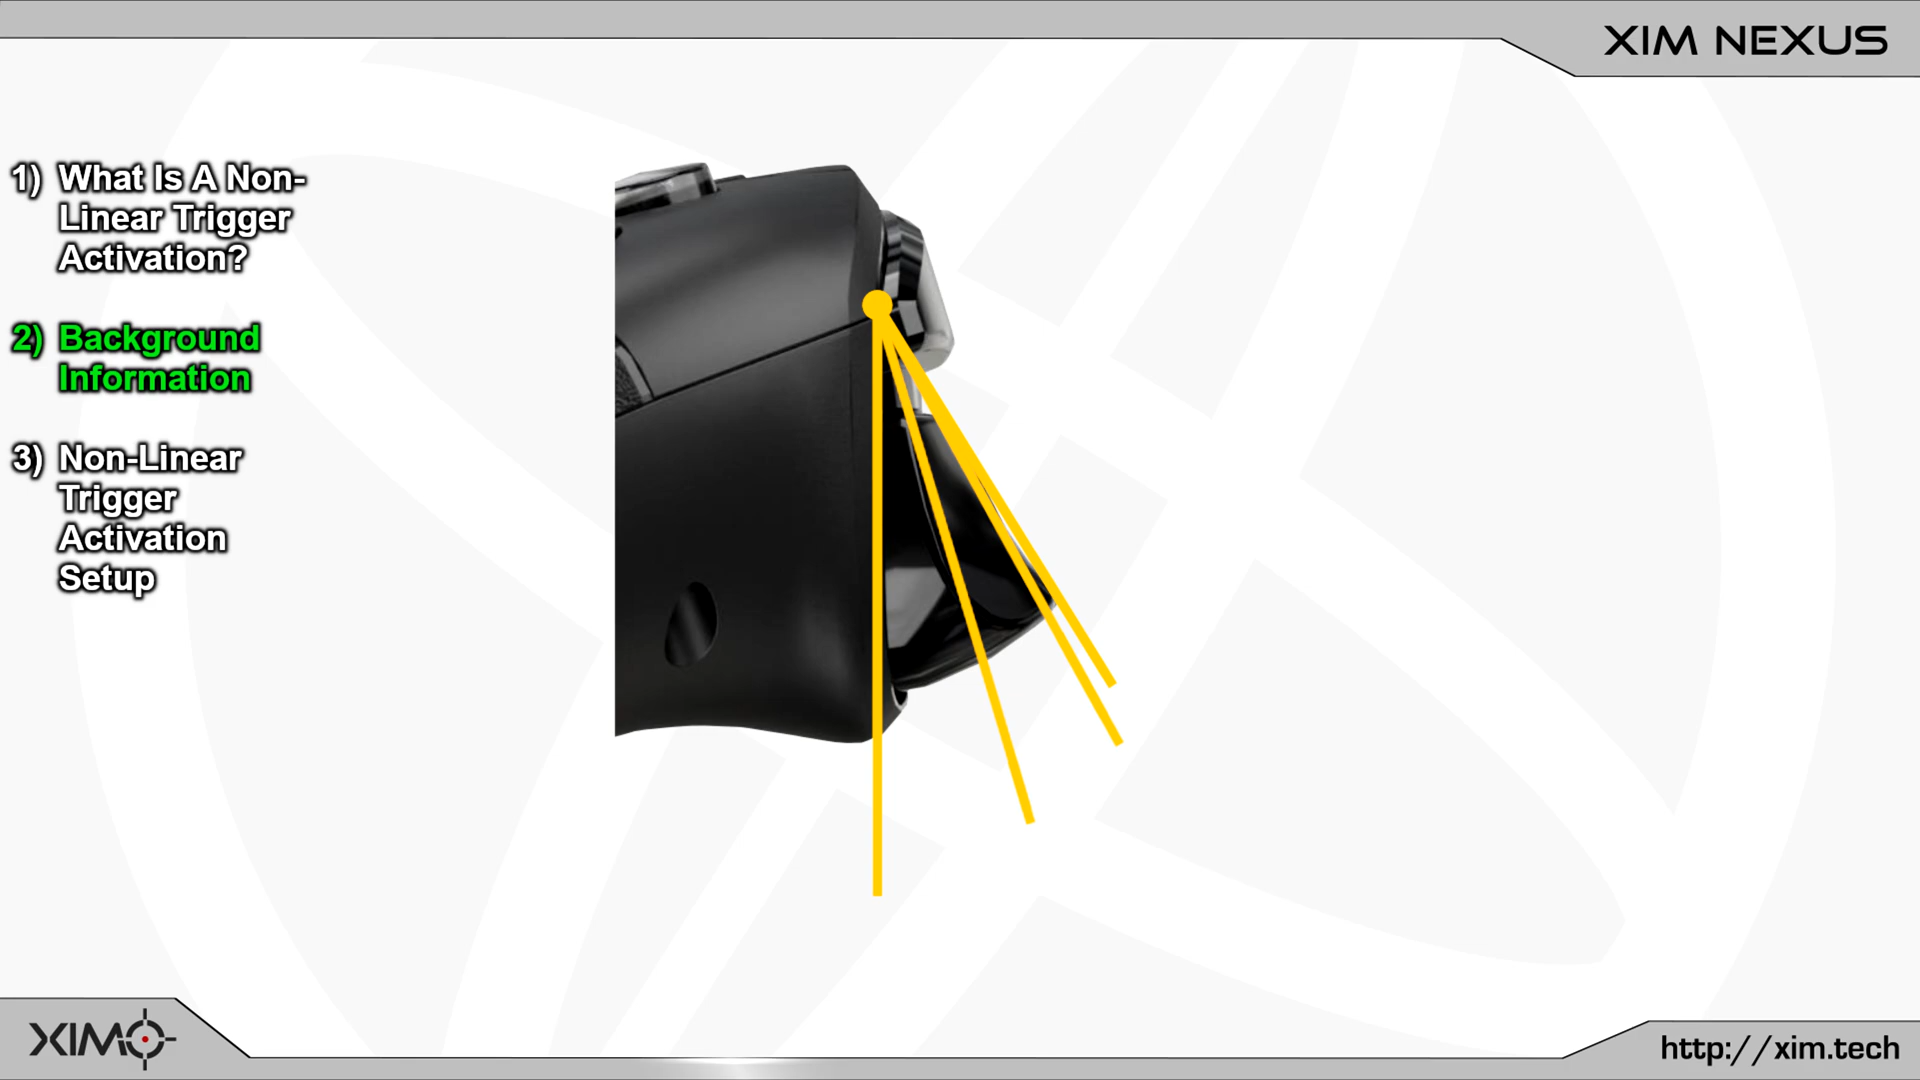 XIM NEXUS
1) What Is A Non-
Linear Trigger
Activation?
2) Background
Information
3) Non-Linear
Trigger
Activation
Setup
XIM
http://xim.tech